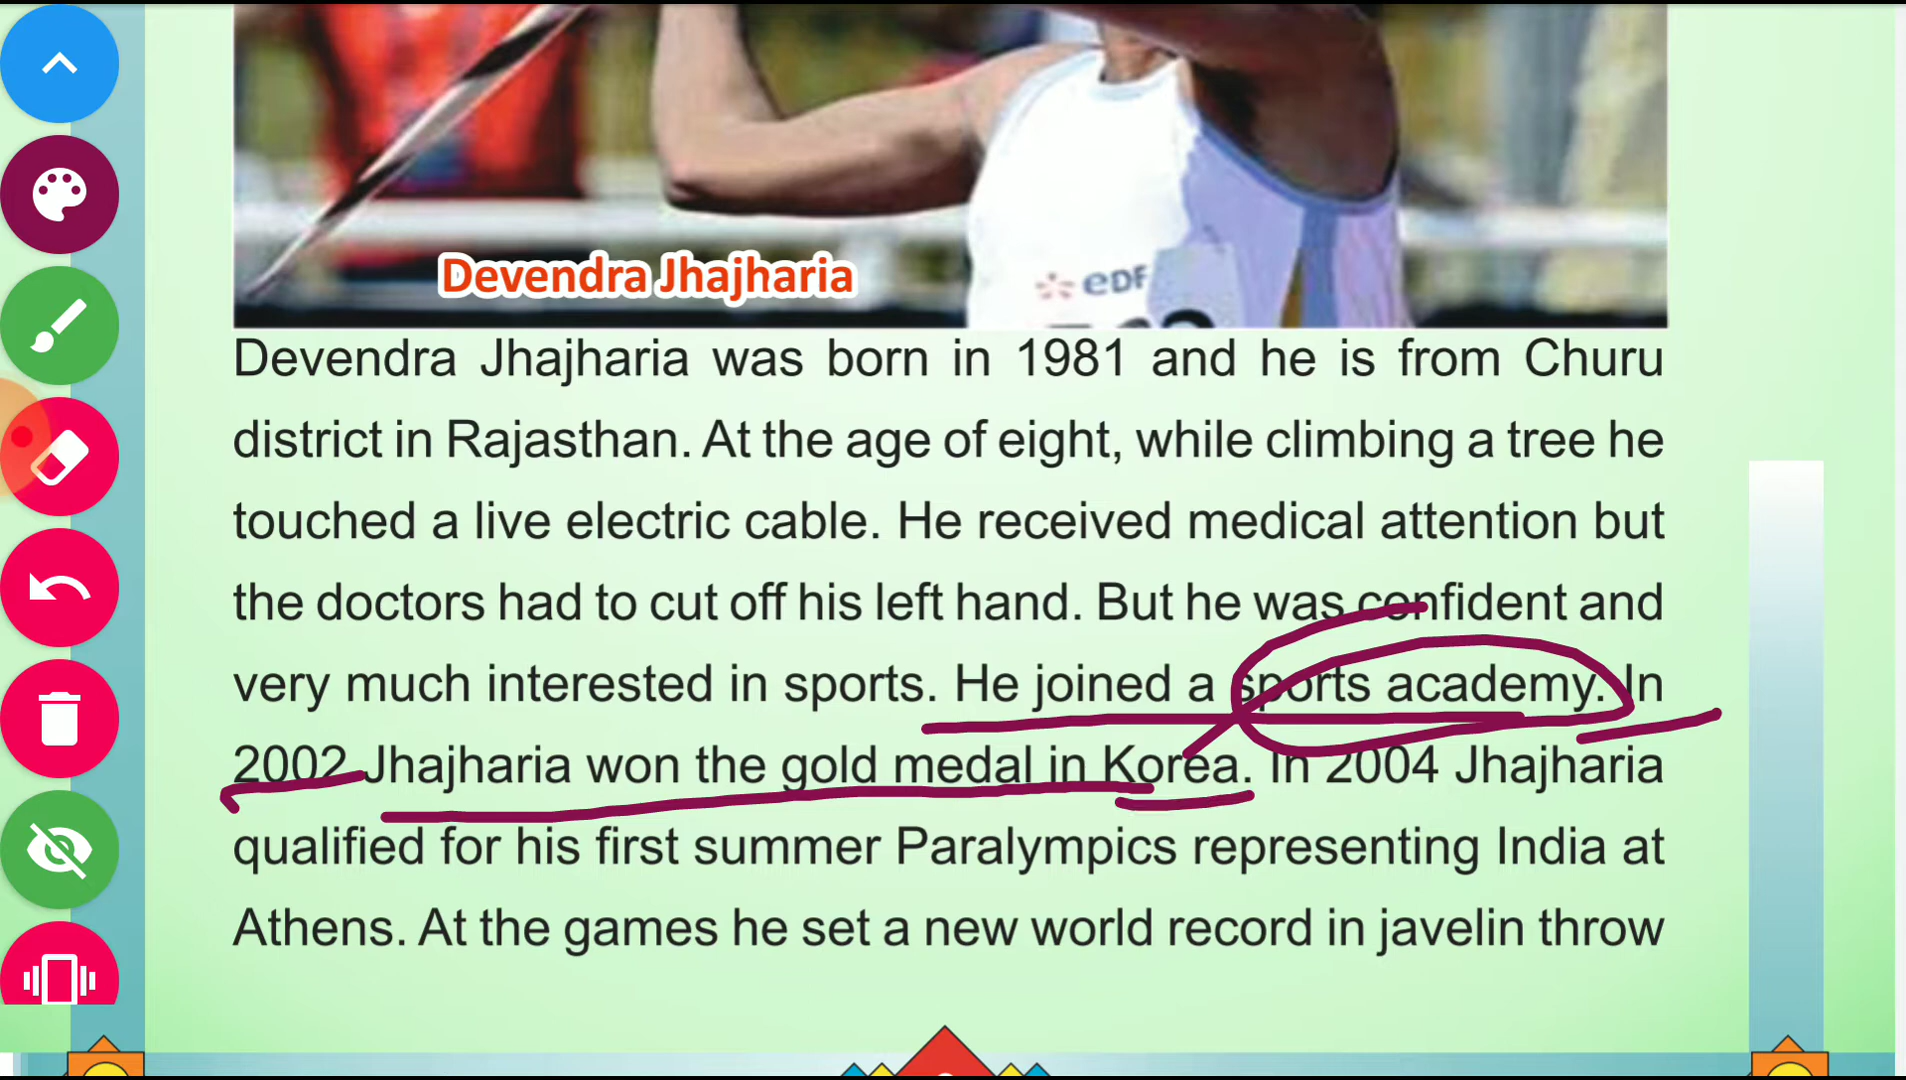 eDF
Devendra Jhajharia
Devendra Jhajharia was born in 1981 and he is from Churu
district in Rajasthan. At the age of eight, while climbing a tree he
touched a live electric cable. He received medical attention but
the doctors had to cut off his left hand. But he was confident and
very much interested in sports. He joined a sports academy. In
2002 Jhajharia won the gold medal in Korea. In 2004 Jhajharia
qualified for his first summer Paralympics representing India at
Athens. At the games he set a new world record in javelin throw